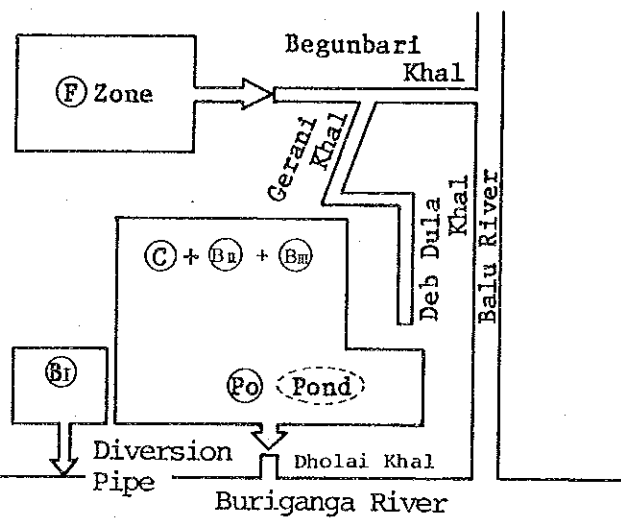 Begunbari
Khal
Ⓕ Zone
Gerani
Khal
Deb Dula
Khal
Balu River
Ⓒ + BII + BIII
BI
Po Pond
Diversion
Pipe
Dholai Khal
Buriganga River